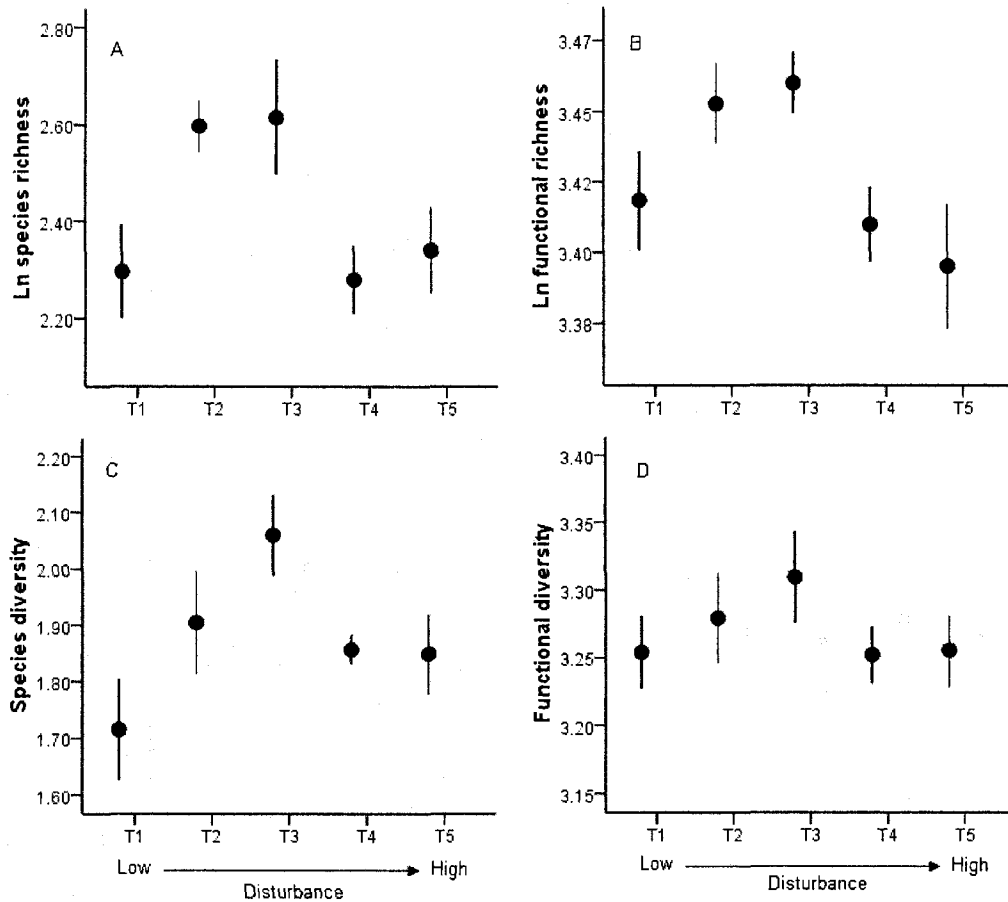 A
Ln species richness
2.80
2.60
2.40
2.20
T1 T2 T3 T4 T5
B
Ln functional richness
3.47
3.45
3.42
3.40
3.38
T1 T2 T3 T4 T5
C
Species diversity
2.20
2.10
2.00
1.90
1.80
1.70
1.60
T1 T2 T3 T4 T5
Low High
Disturbance
D
Functional diversity
3.40
3.35
3.30
3.25
3.20
3.15
T1 T2 T3 T4 T5
Low High
Disturbance